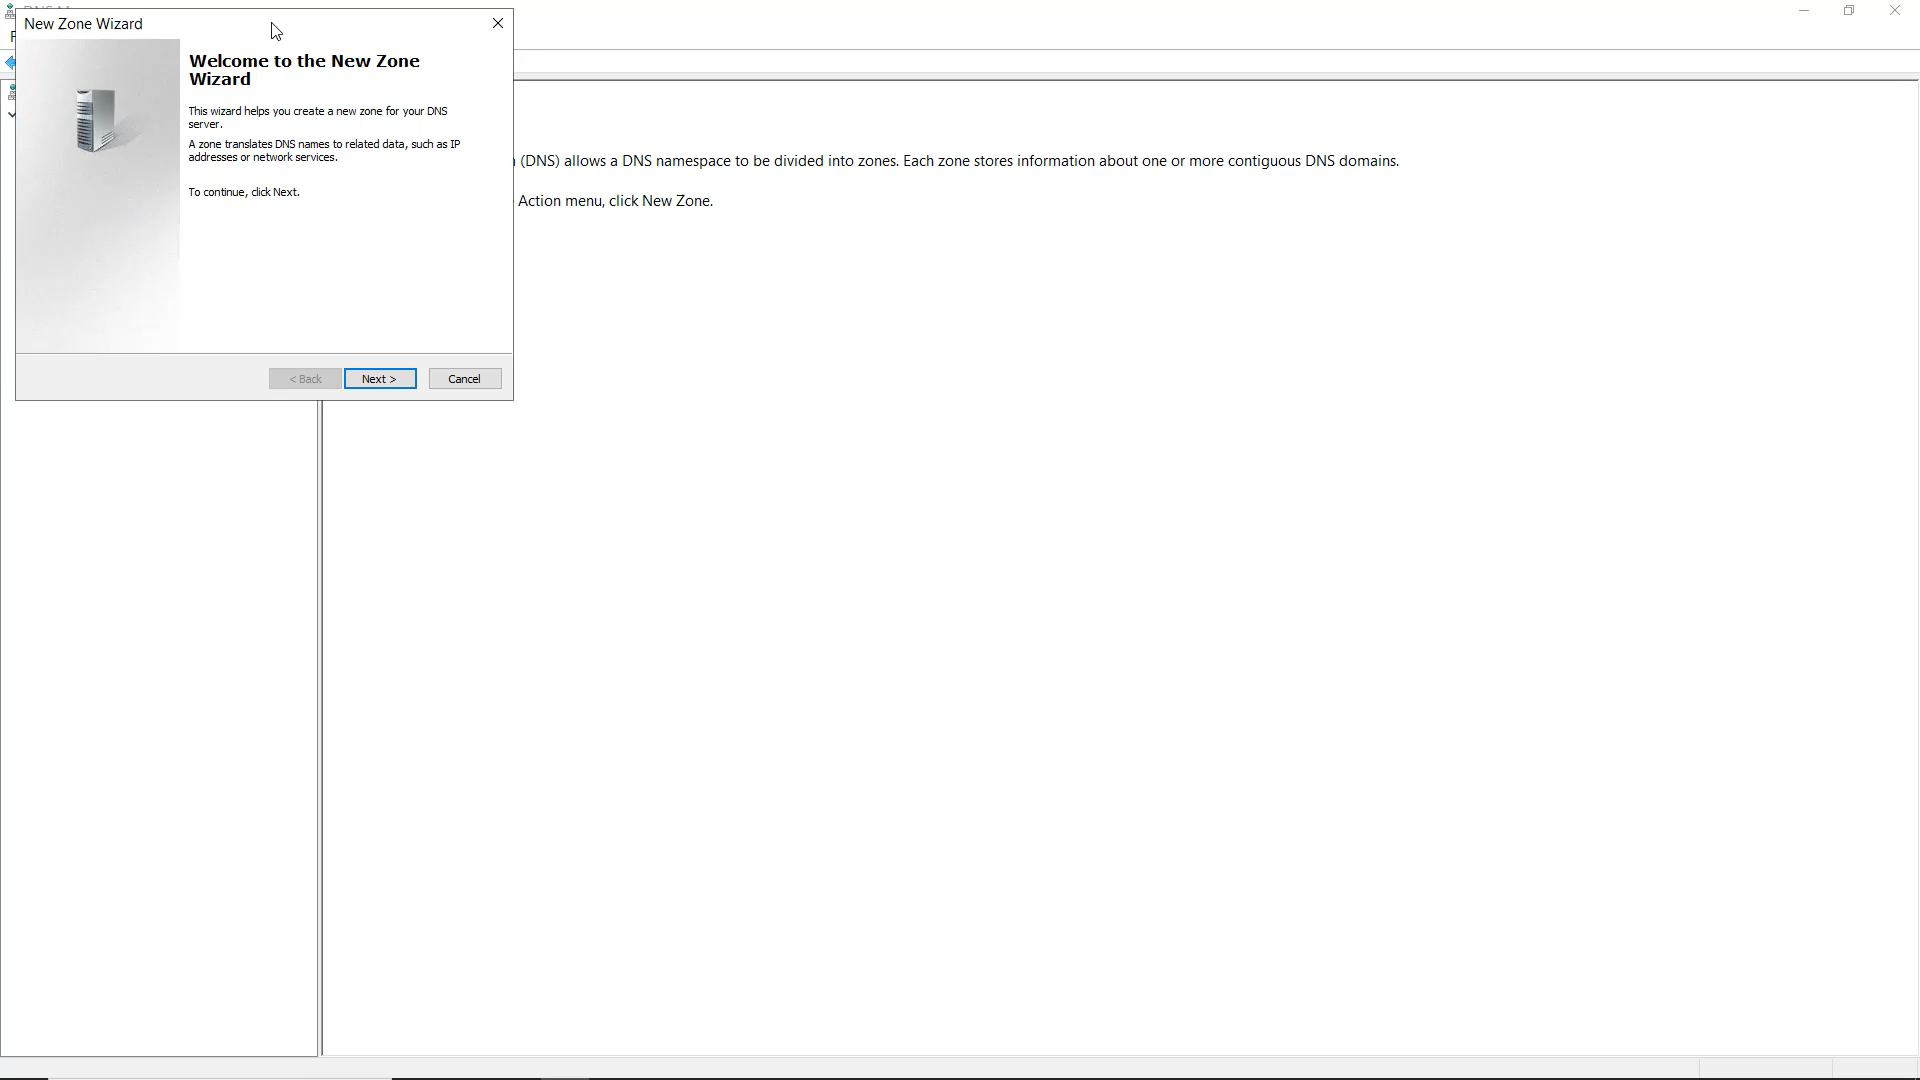 New Zone Wizard
Welcome to the New Zone
Wizard
This wizard helps you create a new zone for your DNS
server.
A zone translates DNS names to related data, such as IP
addresses or network services.
To continue, click Next.
< Back
Next >
Cancel
(DNS) allows a DNS namespace to be divided into zones. Each zone stores information about one or more contiguous DNS domains.
Action menu, click New Zone.